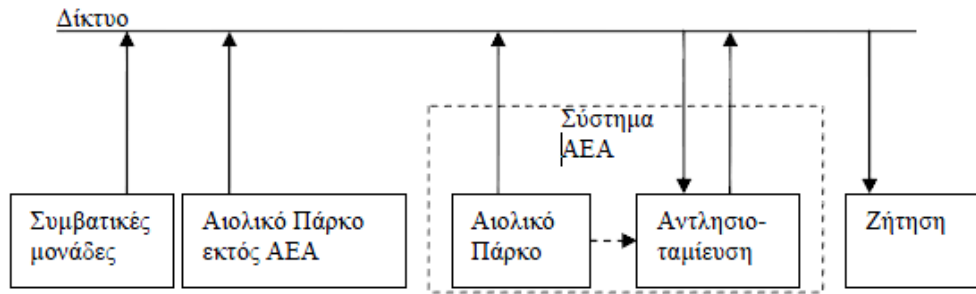 Δίκτυο
Σύστημα
ΑΕΑ
Συμβατικές
μονάδες
Αιολικό Πάρκο
εκτός ΑΕΑ
Αιολικό
Πάρκο
Αντλησιο-
ταμίευση
Ζήτηση